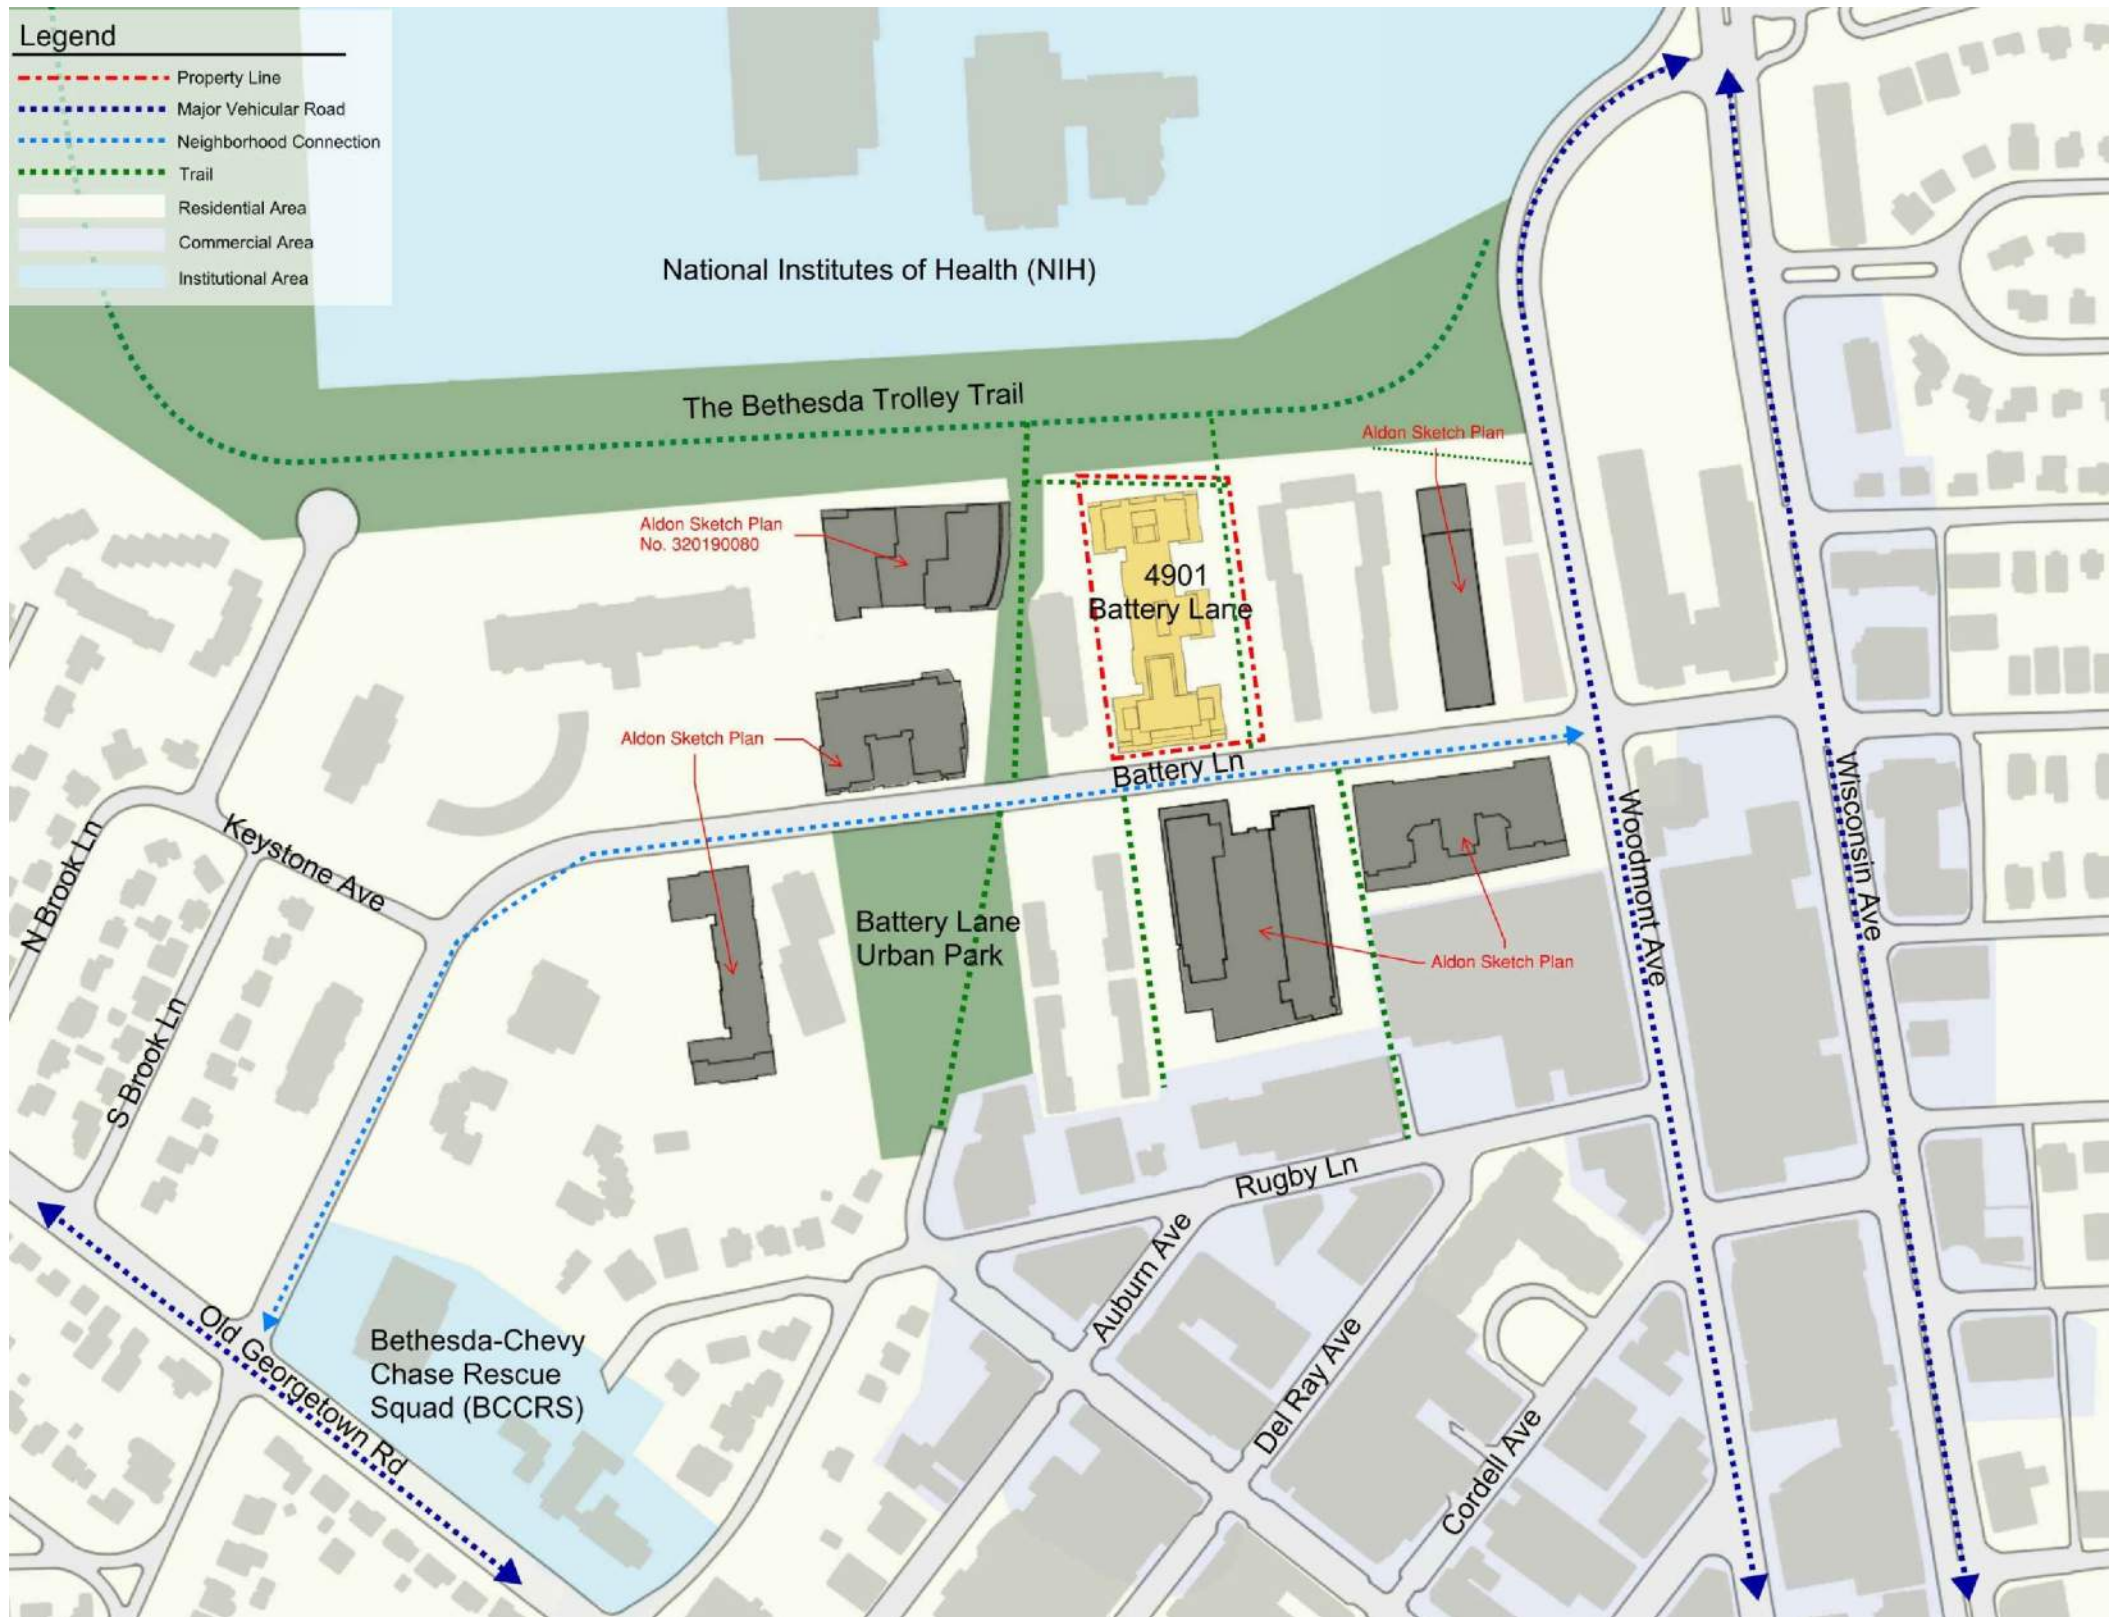 Legend
Property Line
Major Vehicular Road
Neighborhood Connection
Trail
Residential Area
Commercial Area
Institutional Area
National Institutes of Health (NIH)
The Bethesda Trolley Trail
Aldon Sketch Plan
Aldon Sketch Plan
No. 320190080
4901
Battery Lane
Aldon Sketch Plan
Battery Ln
Wisconsin Ave
Woodmont Ave
Keystone Ave
N Brook Ln
Battery Lane
Urban Park
Aldon Sketch Plan
S Brook Ln
Rugby Ln
Auburn Ave
Old Georgetown Rd
Bethesda-Chevy
Chase Rescue
Squad (BCCRS)
Del Ray Ave
Cordell Ave